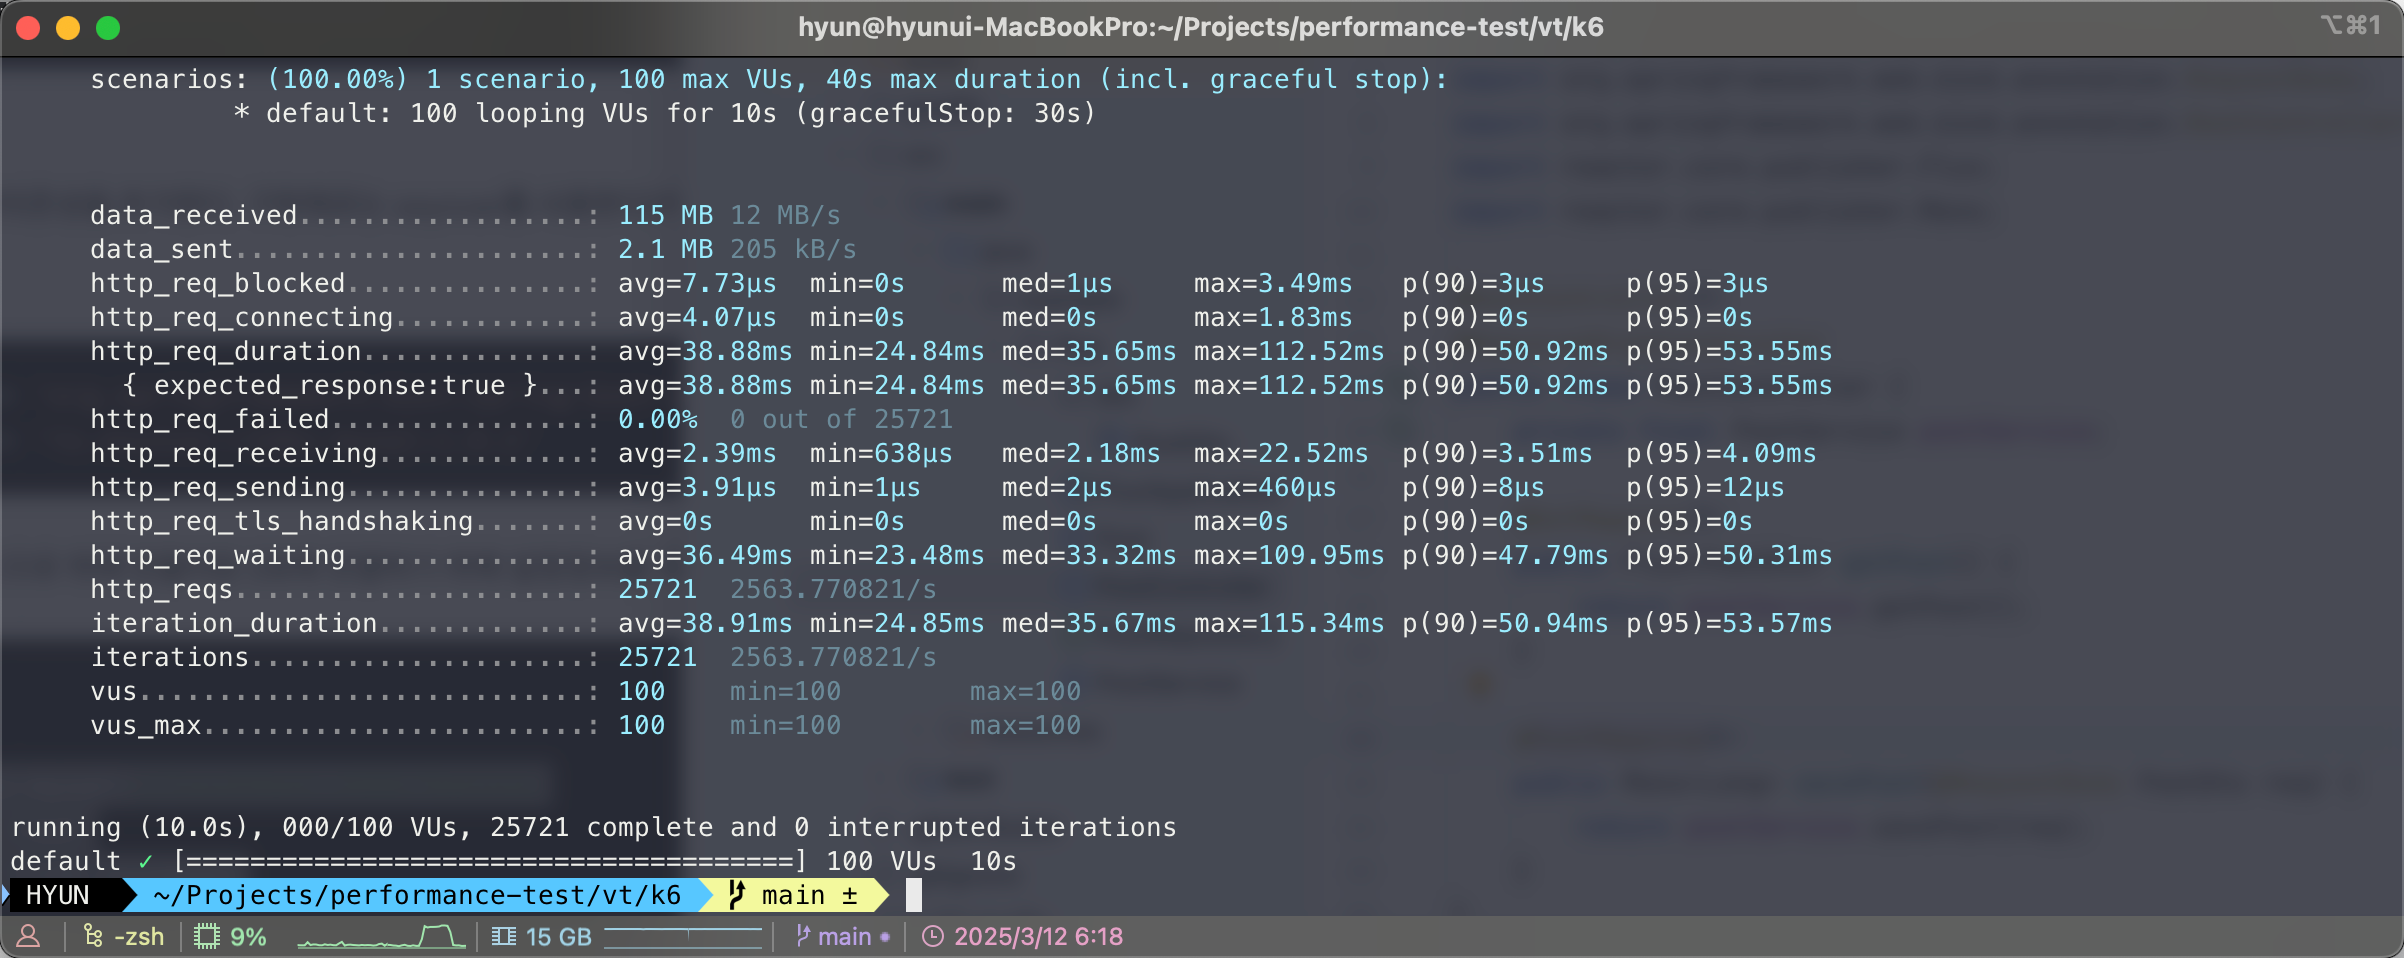 hyun@hyunui-MacBookPro:~/Projects/performance-test/vt/k6
⌥⌘1
scenarios: (100.00%) 1 scenario, 100 max VUs, 40s max duration (incl. graceful stop):
* default: 100 looping VUs for 10s (gracefulStop: 30s)
data_received..................: 115 MB 12 MB/s
data_sent......................: 2.1 MB 205 kB/s
http_req_blocked...............: avg=7.73µs  min=0s      med=1µs     max=3.49ms   p(90)=3µs     p(95)=3µs
http_req_connecting............: avg=4.07µs  min=0s      med=0s      max=1.83ms   p(90)=0s      p(95)=0s
http_req_duration..............: avg=38.88ms min=24.84ms med=35.65ms max=112.52ms p(90)=50.92ms p(95)=53.55ms
{ expected_response:true }...: avg=38.88ms min=24.84ms med=35.65ms max=112.52ms p(90)=50.92ms p(95)=53.55ms
http_req_failed................: 0.00%  0 out of 25721
http_req_receiving.............: avg=2.39ms  min=638µs   med=2.18ms  max=22.52ms  p(90)=3.51ms  p(95)=4.09ms
http_req_sending...............: avg=3.91µs  min=1µs     med=2µs     max=460µs    p(90)=8µs     p(95)=12µs
http_req_tls_handshaking.......: avg=0s      min=0s      med=0s      max=0s       p(90)=0s      p(95)=0s
http_req_waiting...............: avg=36.49ms min=23.48ms med=33.32ms max=109.95ms p(90)=47.79ms p(95)=50.31ms
http_reqs......................: 25721  2563.770821/s
iteration_duration.............: avg=38.91ms min=24.85ms med=35.67ms max=115.34ms p(90)=50.94ms p(95)=53.57ms
iterations.....................: 25721  2563.770821/s
vus............................: 100    min=100        max=100
vus_max........................: 100    min=100        max=100
running (10.0s), 000/100 VUs, 25721 complete and 0 interrupted iterations
default ✓ [======================================] 100 VUs  10s
HYUN ~/Projects/performance-test/vt/k6 main ±
-zsh 9% 15 GB main 2025/3/12 6:18